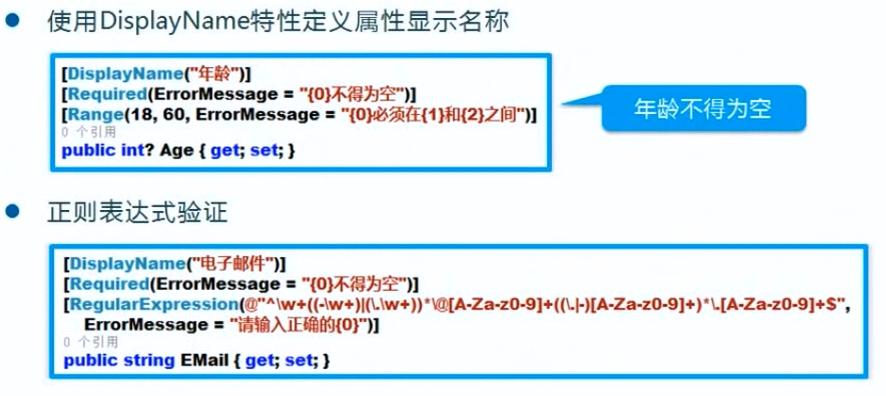 使用DisplayName特性定义属性显示名称
[DisplayName("年龄")]
[Required(ErrorMessage = "{0}不得为空")]
[Range(18, 60, ErrorMessage = "{0}必须在{1}和{2}之间")]
0 个引用
public int? Age { get; set; }
年龄不得为空
正则表达式验证
[DisplayName("电子邮件")]
[Required(ErrorMessage = "{0}不得为空")]
[RegularExpression(@"^\w+((-\w+)|(\.\w+))*\@[A-Za-z0-9]+((\.|-)[A-Za-z0-9]+)*\.[A-Za-z0-9]+$",
ErrorMessage = "请输入正确的{0}")]
0 个引用
public string EMail { get; set; }